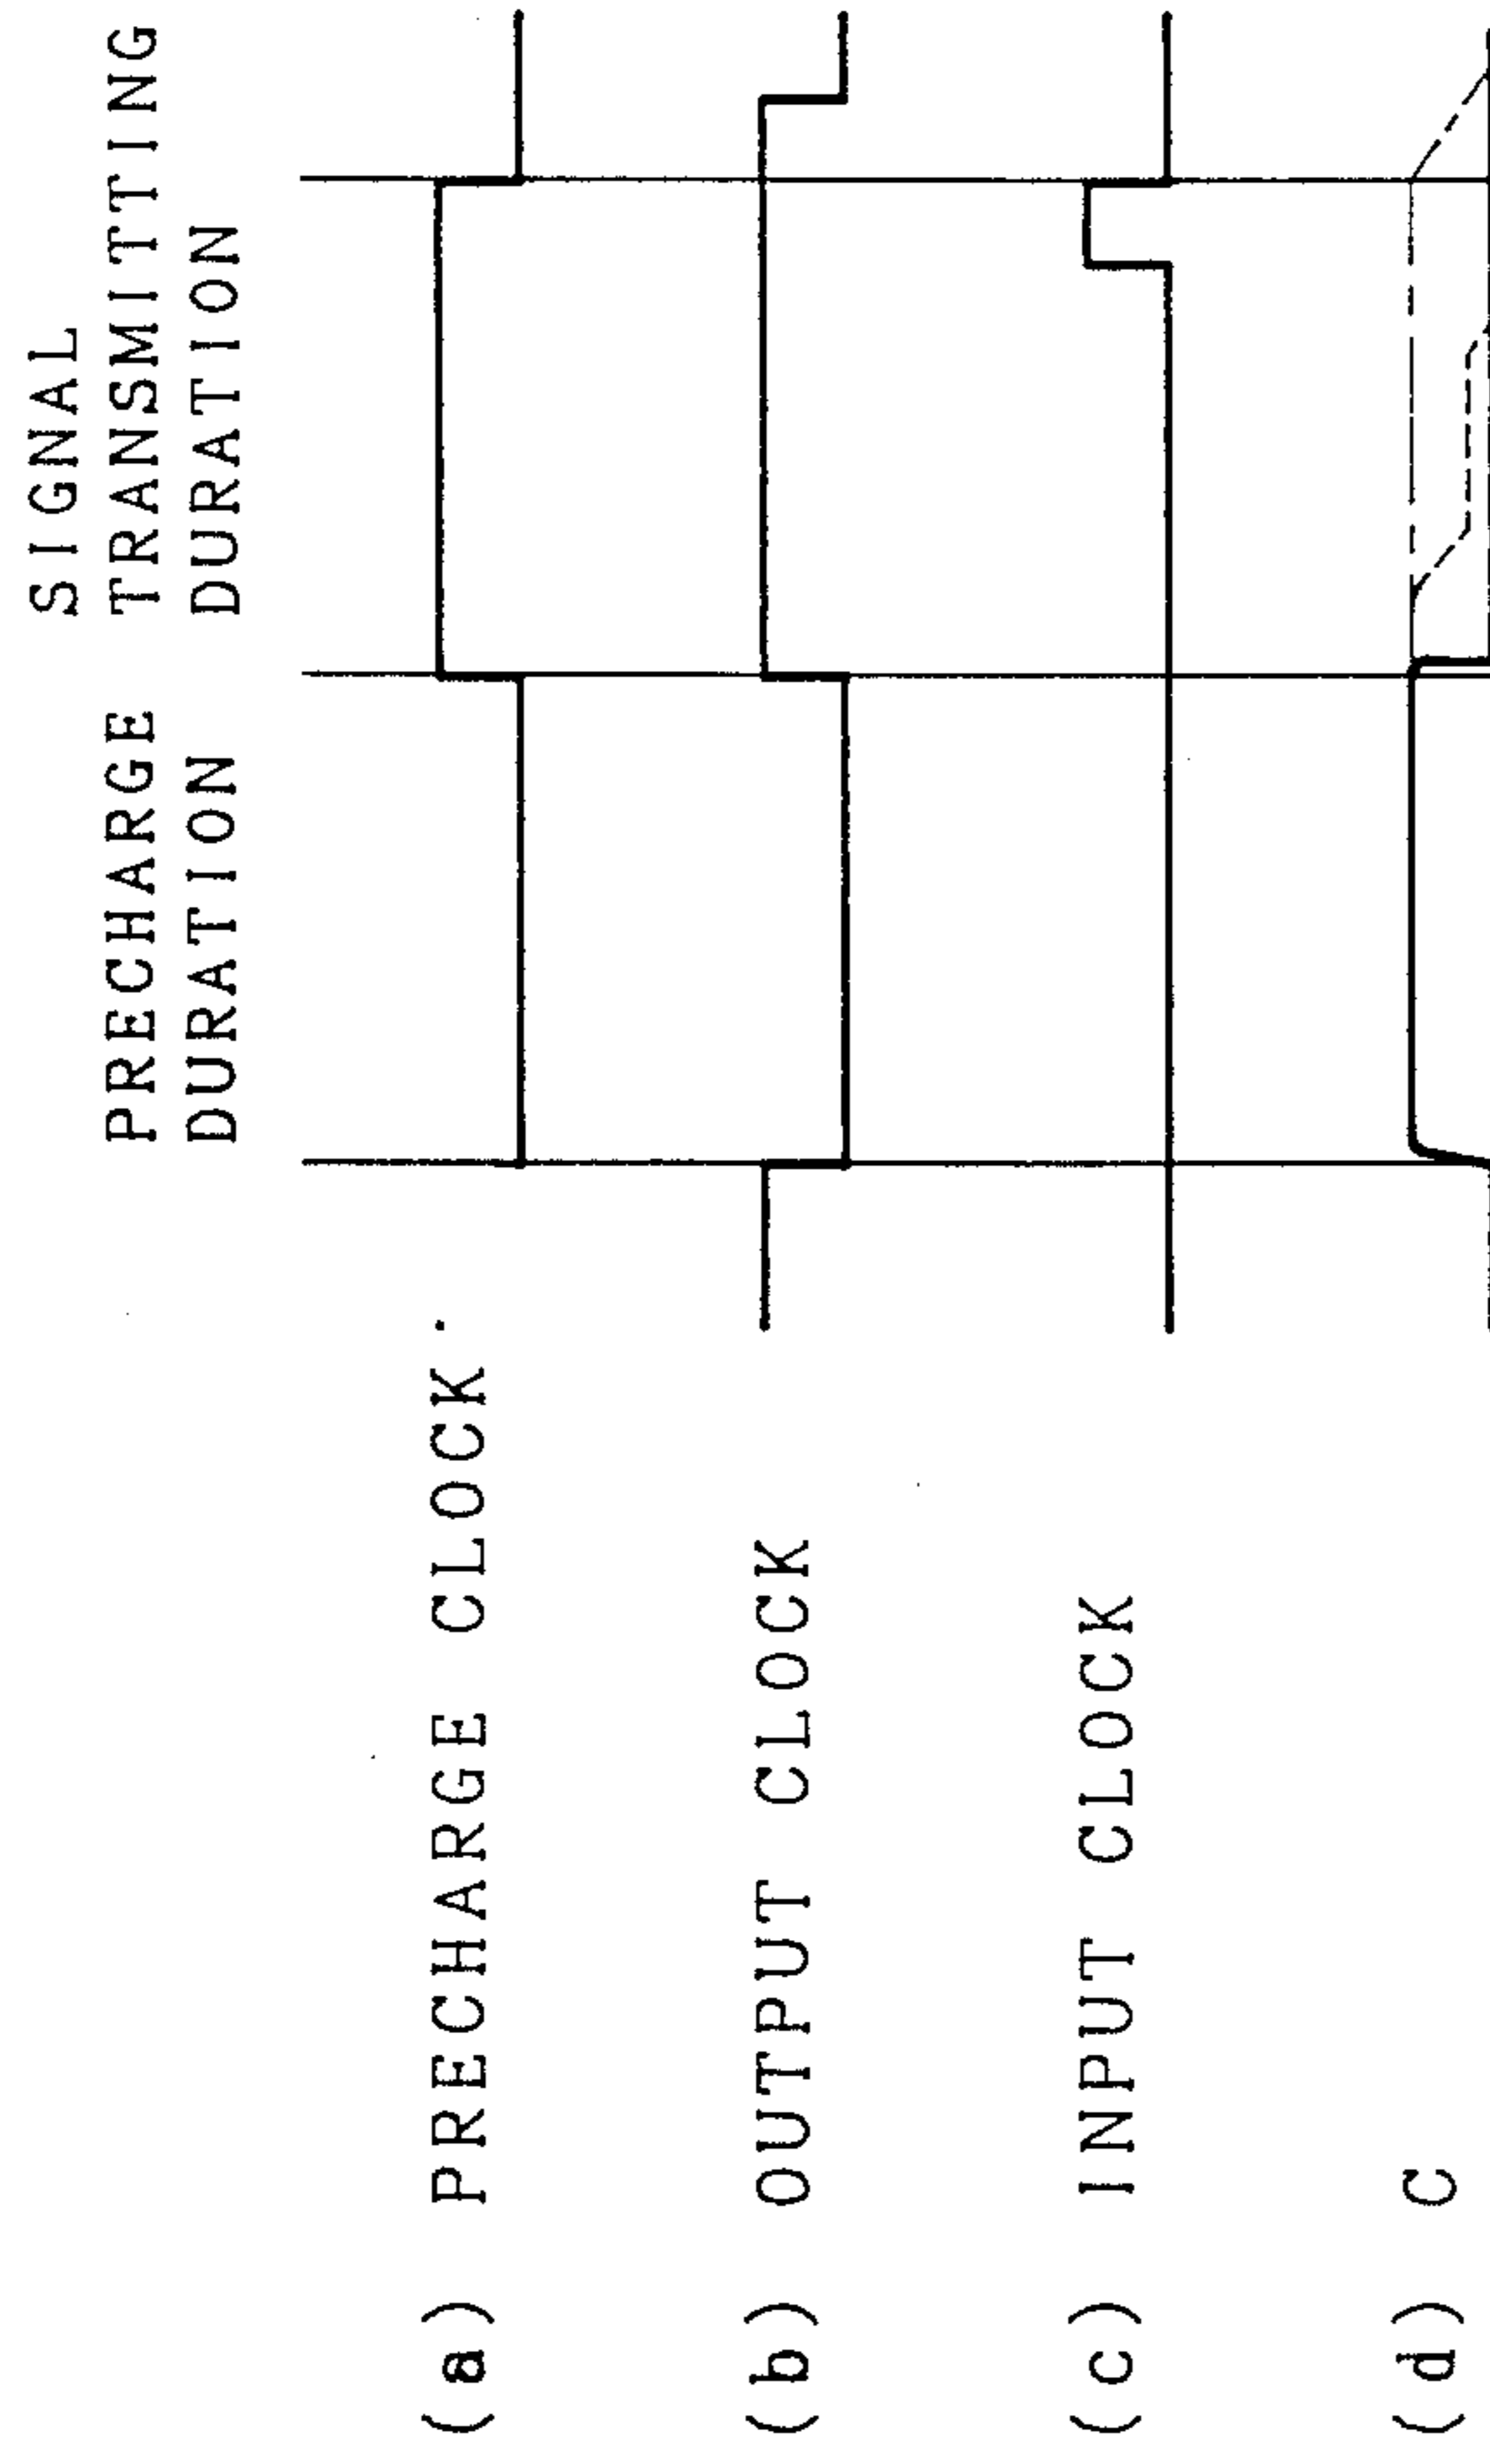 PRECHARGE
DURATION
SIGNAL
TRANSMITTING
DURATION
(a) PRECHARGE CLOCK
(b) OUTPUT CLOCK
(c) INPUT CLOCK
(d) C